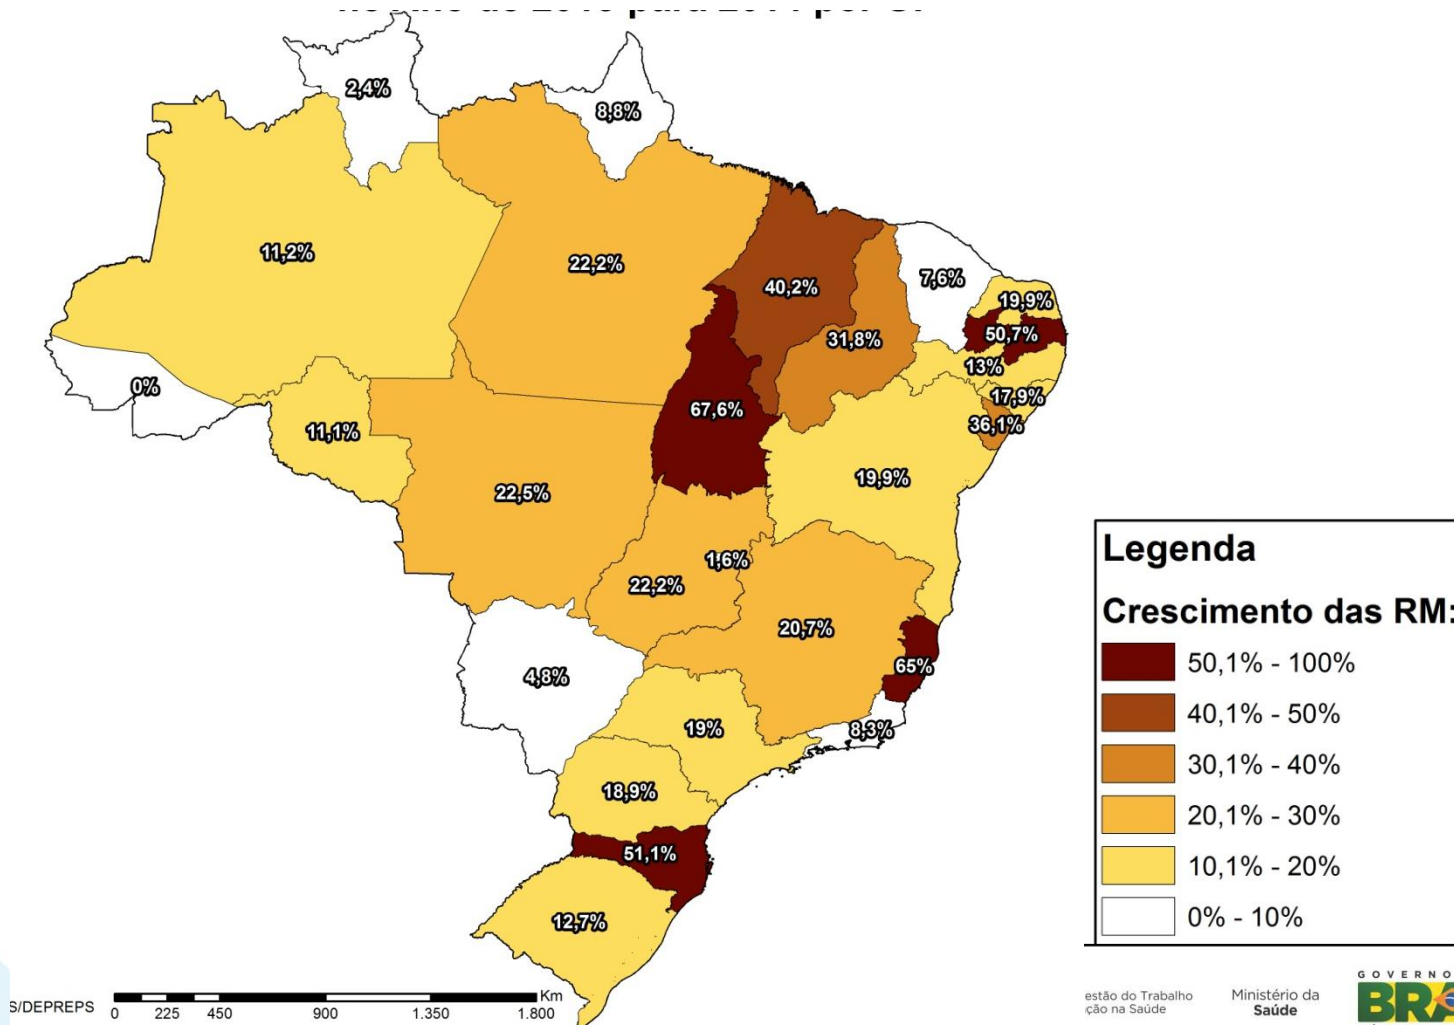 2,4%
8,8%
11,2%
22,2%
40,2%
7,6%
19,9%
50,7%
31,8%
13%
0%
17,9%
67,6%
36,1%
11,1%
19,9%
22,5%
1,6%
22,2%
20,7%
65%
4,8%
19%
8,3%
18,9%
51,1%
12,7%
Legenda
Crescimento das RM:
50,1% - 100%
40,1% - 50%
30,1% - 40%
20,1% - 30%
10,1% - 20%
0% - 10%
S/DEPREPS
Km
0 225 450 900 1.350 1.800
estão do Trabalho
ção na Saúde
Ministério da
Saúde
GOVERNO
BRA